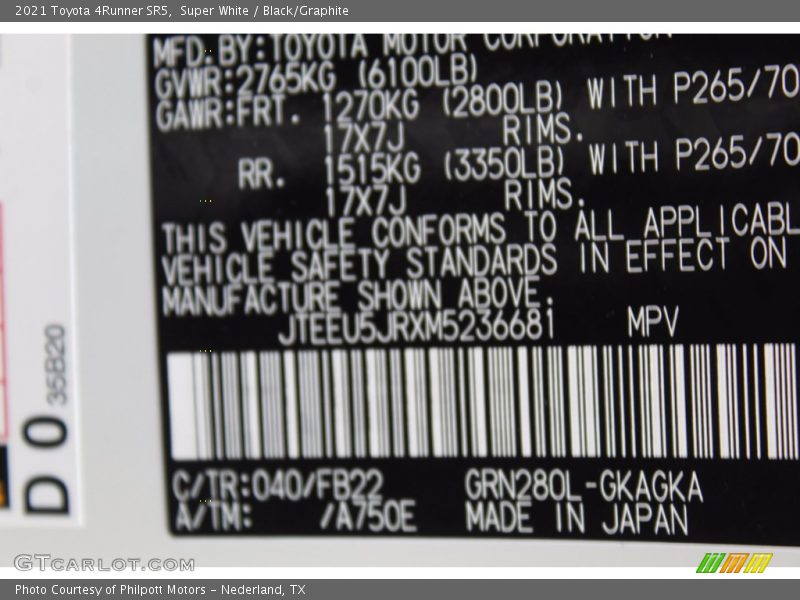 2021 Toyota 4Runner SR5,  Super White / Black/Graphite
MFD.BY:TOYOTA MOTOR CORPORATION
GVWR:2765KG (6100LB)
GAWR:FRT. 1270KG (2800LB) WITH P265/70
17X7J RIMS.
RR. 1515KG (3350LB) WITH P265/70
17X7J RIMS.
THIS VEHICLE CONFORMS TO ALL APPLICABL
VEHICLE SAFETY STANDARDS IN EFFECT ON
MANUFACTURE SHOWN ABOVE.
JTEEU5JRXM5236681 MPV
C/TR:040/FB22 GRN280L-GKAGKA
A/TM: /A750E MADE IN JAPAN
D 0 35B20
GTCARLOT.COM
Photo Courtesy of Philpott Motors - Nederland, TX